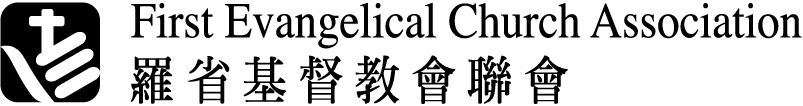 First Evangelical Church Association
羅省基督教會聯會